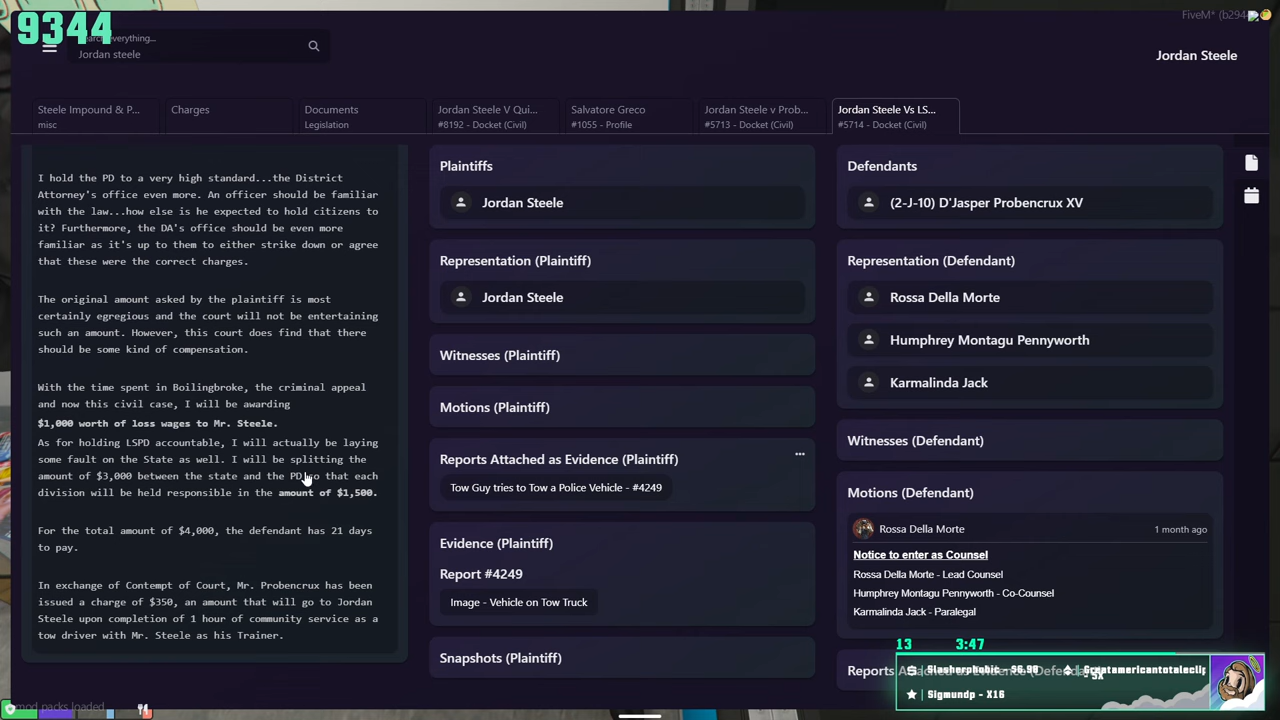 9344
FiveM* (b294
Search everything...
Jordan steele
Jordan Steele
Steele Impound & P...
misc
Charges
Documents
Legislation
Jordan Steele V Qui...
#8192 - Docket (Civil)
Salvatore Greco
#1055 - Profile
Jordan Steele v Prob...
#5713 - Docket (Civil)
Jordan Steele Vs LS...
#5714 - Docket (Civil)
I hold the PD to a very high standard...the District
Attorney's office even more. An officer should be familiar
with the law...how else is he expected to hold citizens to
it? Furthermore, the DA's office should be even more
familiar as it's up to them to either strike down or agree
that these were the correct charges.
The original amount asked by the plaintiff is most
certainly egregious and the court will not be entertaining
such an amount. However, this court does find that there
should be some kind of compensation.
With the time spent in Boilingbroke, the criminal appeal
and now this civil case, I will be awarding
$1,000 worth of loss wages to Mr. Steele.
As for holding LSPD accountable, I will actually be laying
some fault on the State as well. I will be splitting the
amount of $3,000 between the state and the PD so that each
division will be held responsible in the amount of $1,500.
For the total amount of $4,000, the defendant has 21 days
to pay.
In exchange of Contempt of Court, Mr. Probencrux has been
issued a charge of $350, an amount that will go to Jordan
Steele upon completion of 1 hour of community service as a
tow driver with Mr. Steele as his Trainer.
Plaintiffs
Jordan Steele
Representation (Plaintiff)
Jordan Steele
Witnesses (Plaintiff)
Motions (Plaintiff)
Reports Attached as Evidence (Plaintiff)
Tow Guy tries to Tow a Police Vehicle - #4249
Evidence (Plaintiff)
Report #4249
Image - Vehicle on Tow Truck
Snapshots (Plaintiff)
Defendants
(2-J-10) D'Jasper Probencrux XV
Representation (Defendant)
Rossa Della Morte
Humphrey Montagu Pennyworth
Karmalinda Jack
Witnesses (Defendant)
Motions (Defendant)
Rossa Della Morte
1 month ago
Notice to enter as Counsel
Rossa Della Morte - Lead Counsel
Humphrey Montagu Pennyworth - Co-Counsel
Karmalinda Jack - Paralegal
13 3:47
Reports Attached as Evidence (Defendant)
Slasherphobic - $6.90
- 5X
Sigmundp - X16
mod packs loaded